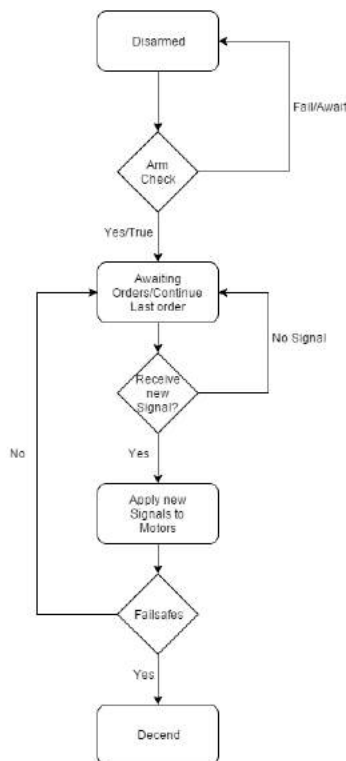 Disarmed
Fail/Await
Arm
Check
Yes/True
Awaiting
Orders/Continue
Last order
No Signal
Receive
new
Signal?
No
Yes
Apply new
Signals to
Motors
Failsafes
Yes
Decend